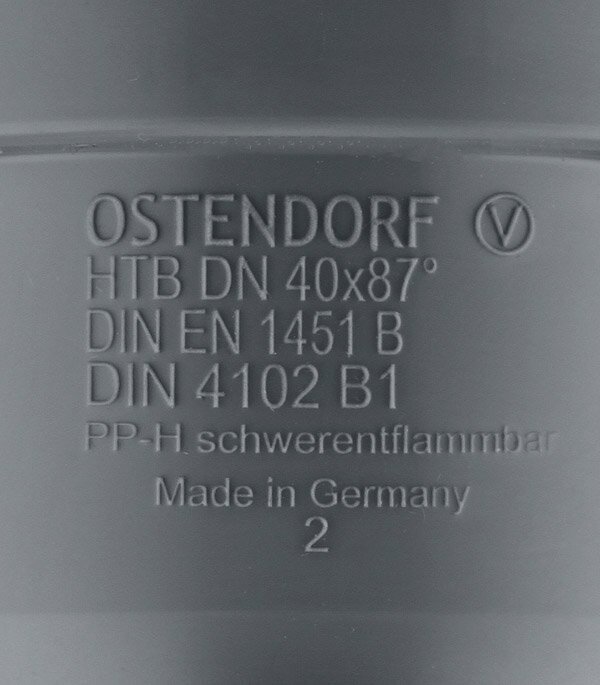 OSTENDORF Ⓥ
HTB DN 40x87°
DIN EN 1451 B
DIN 4102 B1
PP-H schwerentflammbar
Made in Germany
2